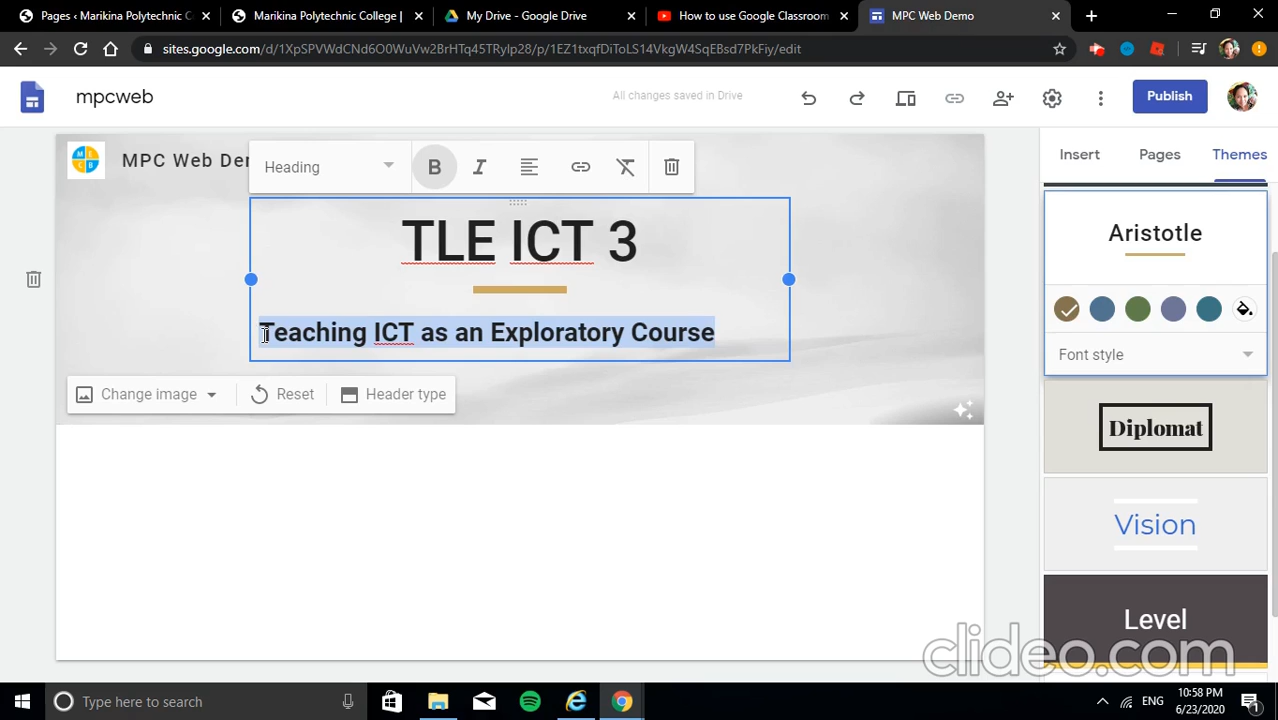 Pages ‹ Marikina Polytechnic C
Marikina Polytechnic College |
My Drive - Google Drive
How to use Google Classroom
MPC Web Demo
sites.google.com/d/1XpSPVWdCNd6O0WuVw2BrHTq45TRyIp28/p/1EZ1txqfDiToLS14VkgW4SqEBsd7PkFiy/edit
mpcweb
All changes saved in Drive
Publish
MPC Web Der
Heading
B
I
Insert
Pages
Themes
TLE ICT 3
Teaching ICT as an Exploratory Course
Change image
Reset
Header type
Aristotle
Font style
Diplomat
Vision
Level
clideo.com
Type here to search
ENG
10:58 PM
6/23/2020
1